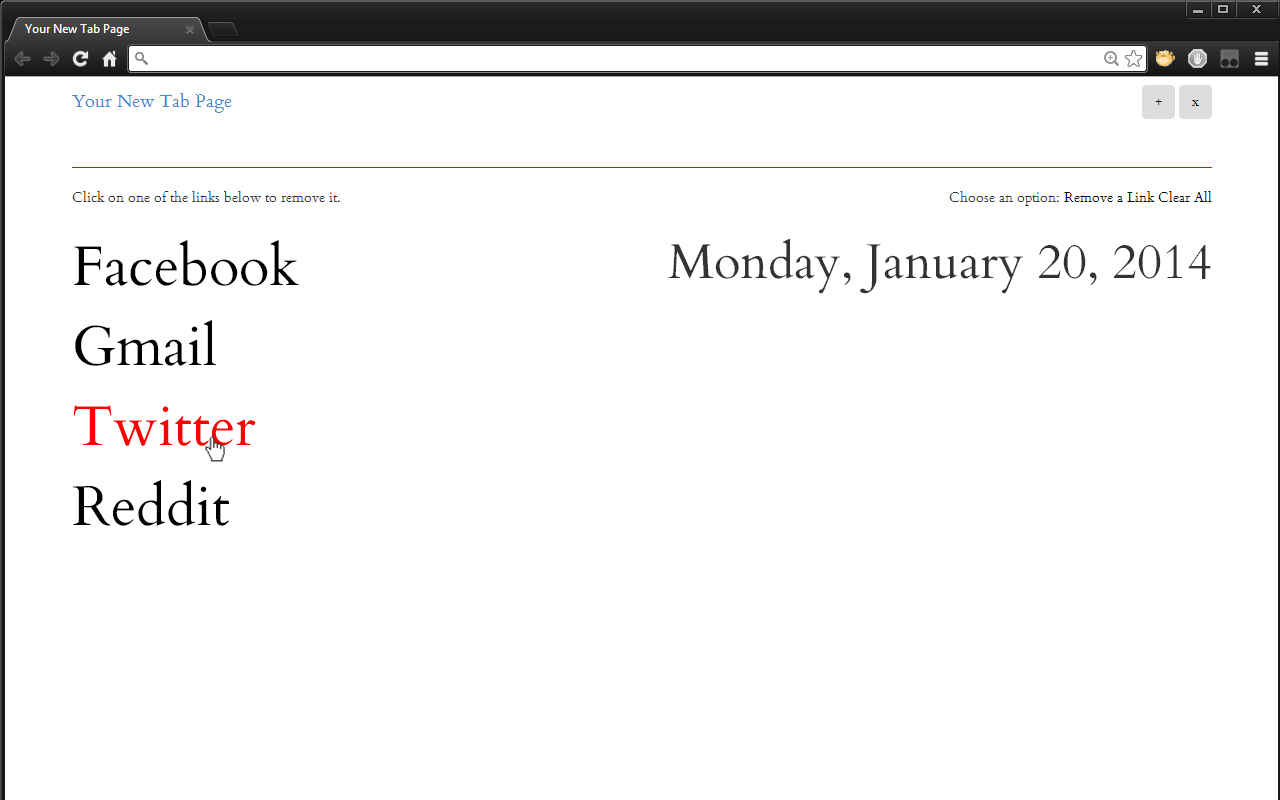 Your New Tab Page
Your New Tab Page
+ x
Click on one of the links below to remove it.
Choose an option: Remove a Link Clear All
Facebook
Monday, January 20, 2014
Gmail
Twitter
Reddit